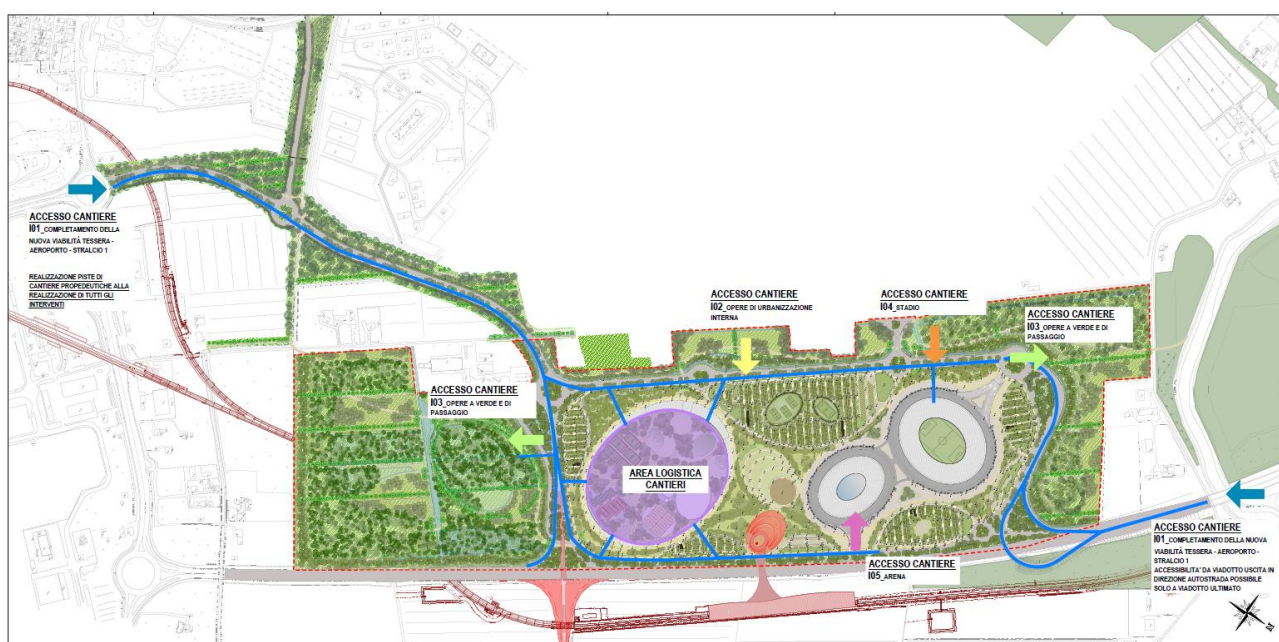 ACCESSO CANTIERE
I01_COMPLETAMENTO DELLA
NUOVA VIABILITÀ TESSERA -
AEROPORTO - STRALCIO 1
REALIZZAZIONE PISTE DI
CANTIERE PROPEDEUTICHE ALLA
REALIZZAZIONE DI TUTTI GLI
INTERVENTI
ACCESSO CANTIERE
I02_OPERE DI URBANIZZAZIONE
INTERNA
ACCESSO CANTIERE
I04_STADIO
ACCESSO CANTIERE
I03_OPERE A VERDE E DI
PASSAGGIO
ACCESSO CANTIERE
I03_OPERE A VERDE E DI
PASSAGGIO
AREA LOGISTICA
CANTIERI
ACCESSO CANTIERE
I05_ARENA
ACCESSO CANTIERE
I01_COMPLETAMENTO DELLA NUOVA
VIABILITÀ TESSERA - AEROPORTO -
STRALCIO 1
ACCESSIBILITA' DA VIADOTTO USCITA IN
DIREZIONE AUTOSTRADA POSSIBILE
SOLO A VIADOTTO ULTIMATO